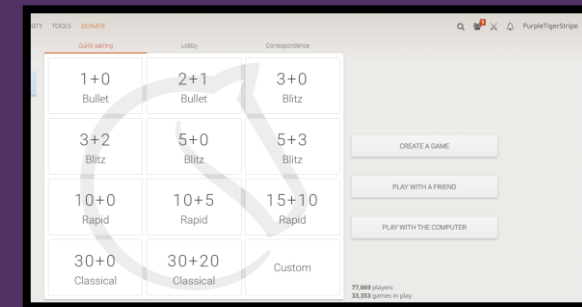 ITY TOOLS DONATE
3 PurpleTigerStripe
Quick pairing Lobby Correspondence
1+0 2+1 3+0
Bullet Bullet Blitz
3+2 5+0 5+3
Blitz Blitz Blitz
10+0 10+5 15+10
Rapid Rapid Rapid
30+0 30+20 Custom
Classical Classical
CREATE A GAME
PLAY WITH A FRIEND
PLAY WITH THE COMPUTER
77,069 players
33,353 games in play